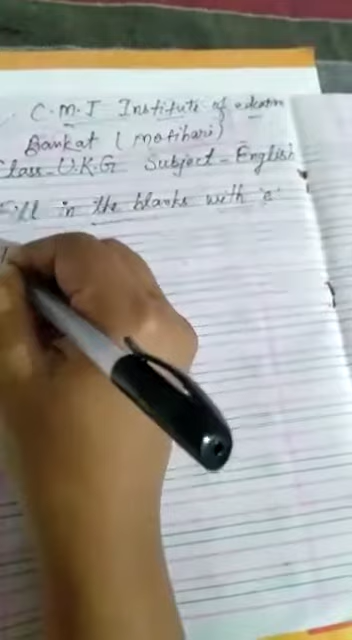 C.M.J Institute of
Bankat (motihari)
Class-U.K.G Subject-English
Fill in the blanks with 'a'